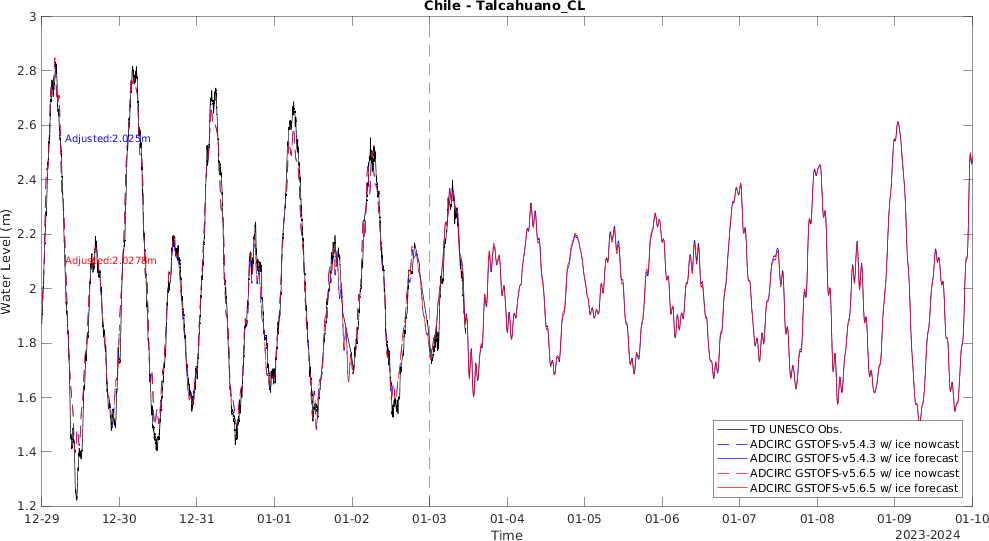 Chile - Talcahuano_CL
3
2.8
2.6
2.4
2.2
2
1.8
1.6
1.4
1.2
Water Level (m)
Adjusted:2.025m
Adjusted:2.0278m
TD UNESCO Obs.
ADCIRC GSTOFS-v5.4.3 w/ ice nowcast
ADCIRC GSTOFS-v5.4.3 w/ ice forecast
ADCIRC GSTOFS-v5.6.5 w/ ice nowcast
ADCIRC GSTOFS-v5.6.5 w/ ice forecast
12-29 12-30 12-31 01-01 01-02 01-03 01-04 01-05 01-06 01-07 01-08 01-09 01-10
Time
2023-2024